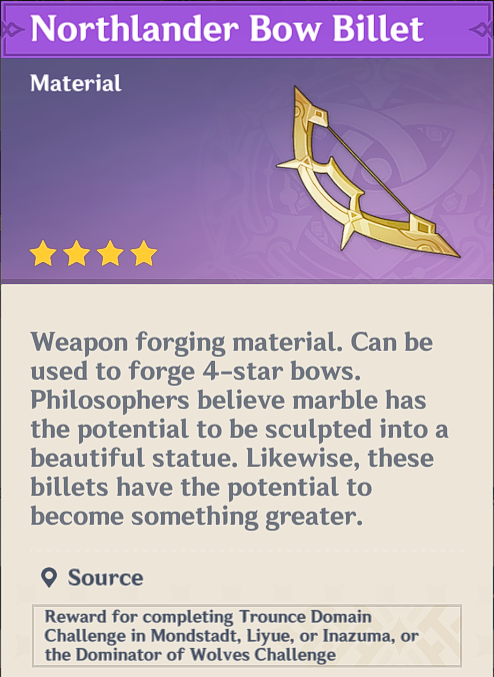 Northlander Bow Billet
Material
Weapon forging material. Can be
used to forge 4-star bows.
Philosophers believe marble has
the potential to be sculpted into a
beautiful statue. Likewise, these
billets have the potential to
become something greater.
Source
Reward for completing Trounce Domain
Challenge in Mondstadt, Liyue, or Inazuma, or
the Dominator of Wolves Challenge